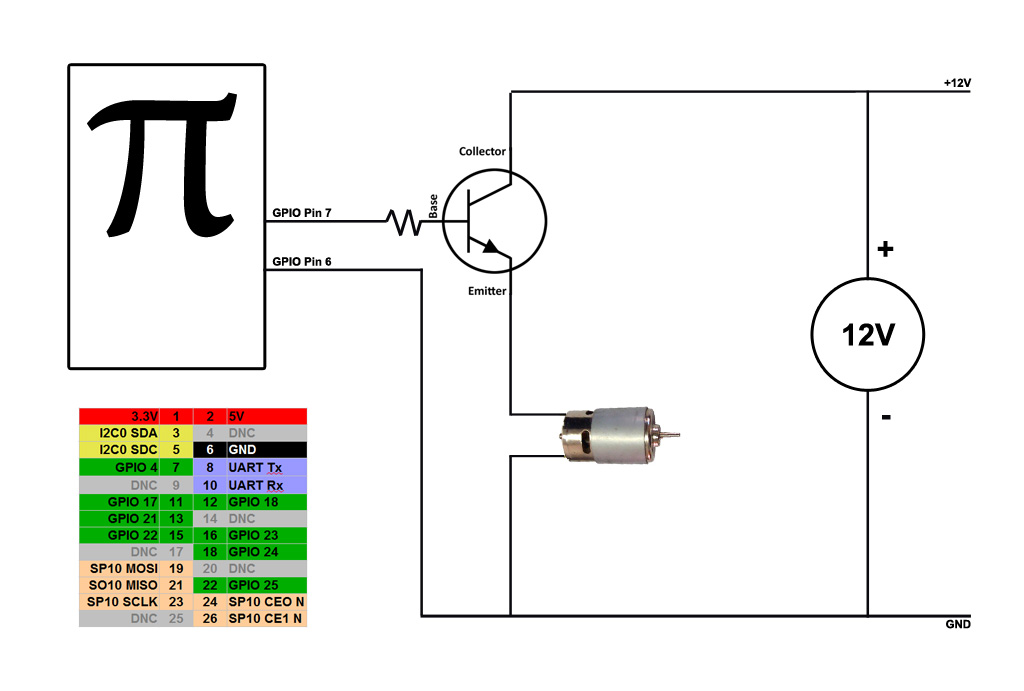 π
+12V
Collector
Base
GPIO Pin 7
GPIO Pin 6
Emitter
+
12V
-
3.3V 1 2 5V
I2C0 SDA 3 4 DNC
I2C0 SDC 5 6 GND
GPIO 4 7 8 UART Tx
DNC 9 10 UART Rx
GPIO 17 11 12 GPIO 18
GPIO 21 13 14 DNC
GPIO 22 15 16 GPIO 23
DNC 17 18 GPIO 24
SP10 MOSI 19 20 DNC
SO10 MISO 21 22 GPIO 25
SP10 SCLK 23 24 SP10 CEO N
DNC 25 26 SP10 CE1 N
GND